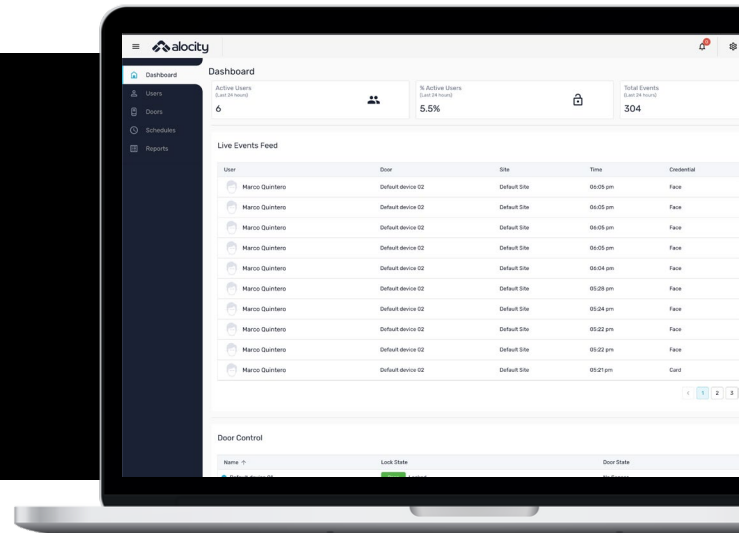 alocity
Dashboard
Users
Doors
Schedules
Reports
Dashboard
Active Users
(Last 24 hours)
6
% Active Users
(Last 24 hours)
5.5%
Total Events
(Last 24 hours)
304
Live Events Feed
User Door Site Time Credential
Marco Quintero Default device 02 Default Site 06:05 pm Face
Marco Quintero Default device 02 Default Site 06:05 pm Face
Marco Quintero Default device 02 Default Site 06:05 pm Face
Marco Quintero Default device 02 Default Site 06:05 pm Face
Marco Quintero Default device 02 Default Site 06:04 pm Face
Marco Quintero Default device 02 Default Site 05:28 pm Face
Marco Quintero Default device 02 Default Site 05:24 pm Face
Marco Quintero Default device 02 Default Site 05:22 pm Face
Marco Quintero Default device 02 Default Site 05:22 pm Face
Marco Quintero Default device 02 Default Site 05:21 pm Card
1 2 3
Door Control
Name Lock State Door State